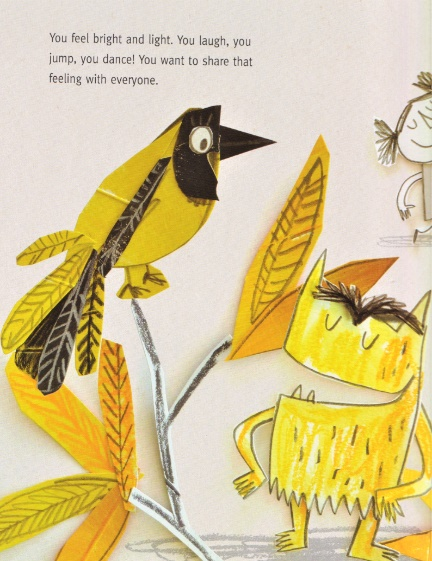 You feel bright and light. You laugh, you
jump, you dance! You want to share that
feeling with everyone.